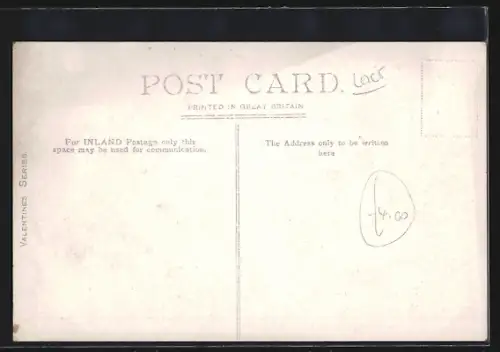 POST CARD.
PRINTED IN GREAT BRITAIN
For INLAND Postage only this
space may be used for communication.
The Address only to be written
here
VALENTINES SERIES
4.00